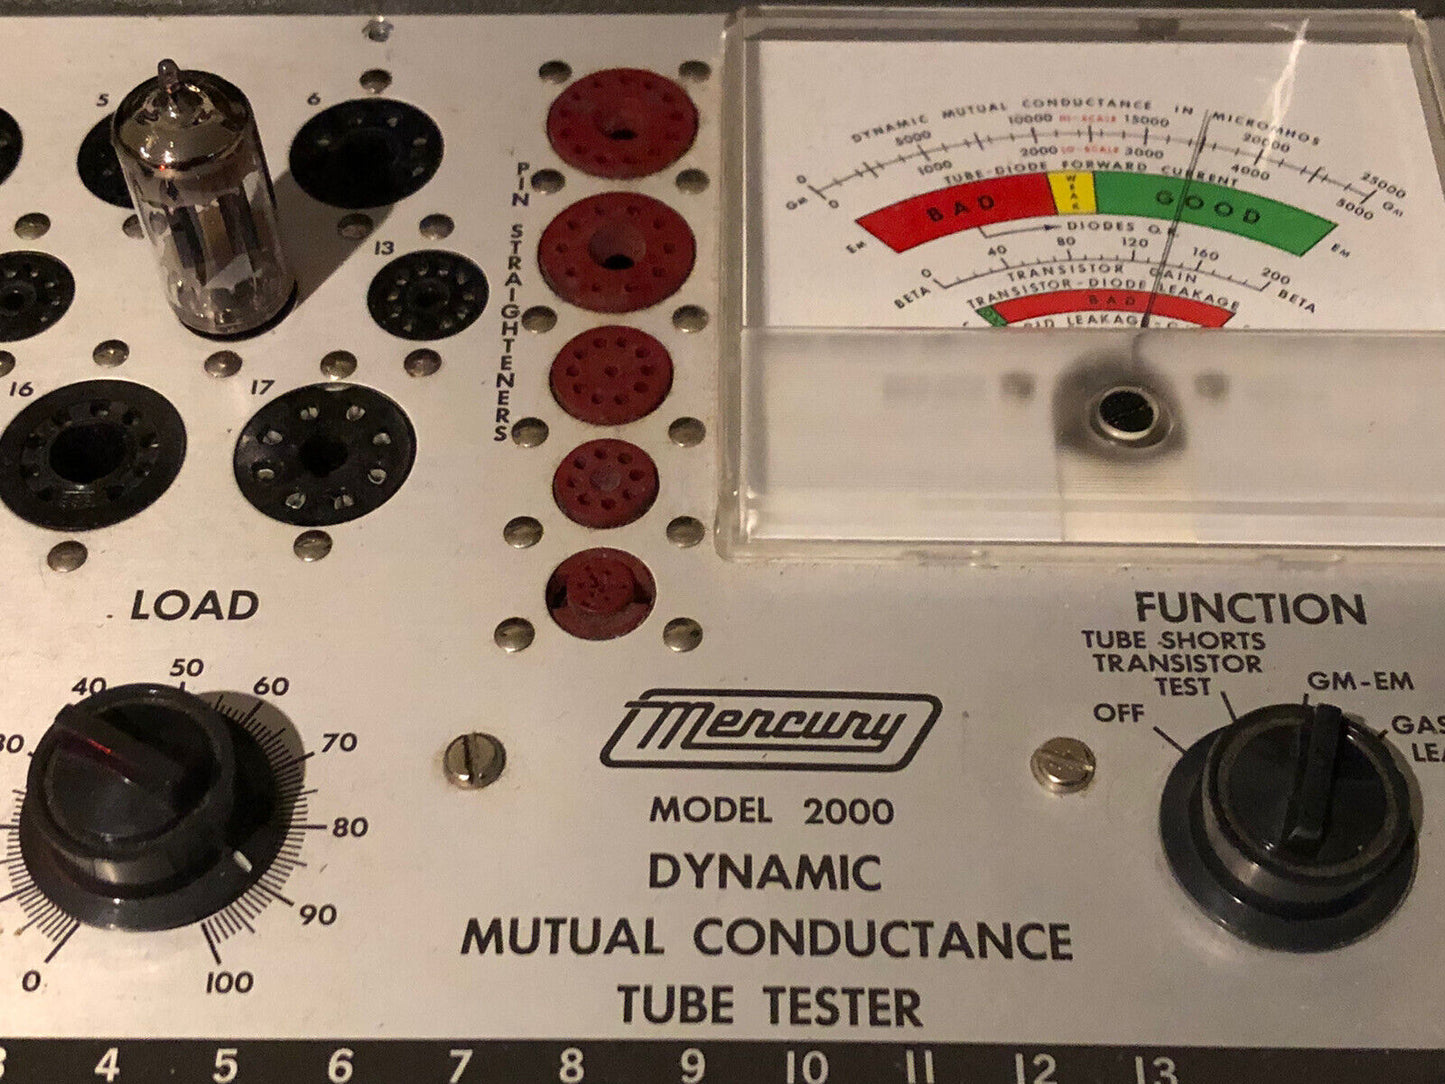 5
6
13
16
17
PIN STRAIGHTENERS
DYNAMIC MUTUAL CONDUCTANCE IN MICROMHOS
0 5000 10000 HI-SCALE 15000 20000 25000
GM 0 1000 2000 LO-SCALE 3000 4000 5000 GM
TUBE-DIODE FORWARD CURRENT
BAD WEAK GOOD
EM DIODES O.K. EM
0 40 80 120 160 200
BETA TRANSISTOR GAIN BETA
TRANSISTOR-DIODE LEAKAGE
BAD
LEAKAGE
LOAD
40 50 60
70
80
90
0 100
FUNCTION
TUBE SHORTS
TRANSISTOR
TEST
GM-EM
OFF
Mercury
MODEL 2000
DYNAMIC
MUTUAL CONDUCTANCE
TUBE TESTER
4 5 6 7 8 9 10 11 12 13